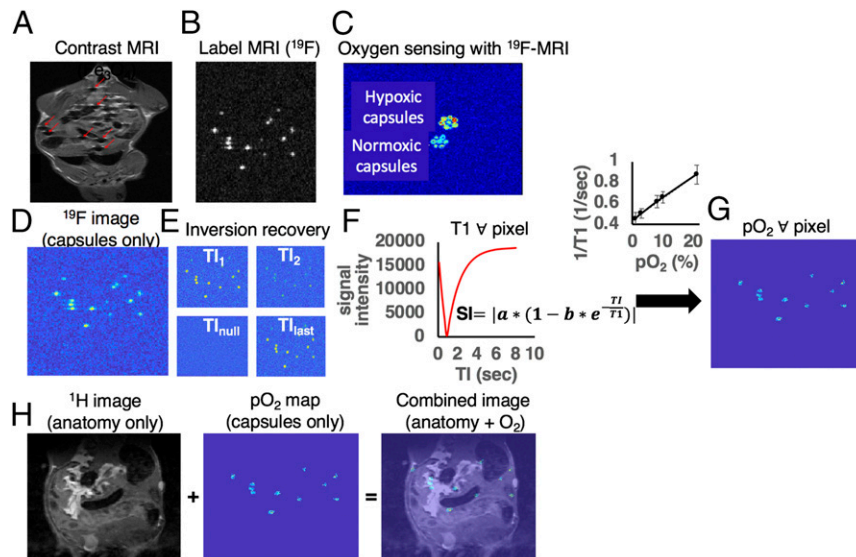 A
Contrast MRI
B
Label MRI (¹⁹F)
C
Oxygen sensing with ¹⁹F-MRI
Hypoxic
capsules
Normoxic
capsules
D
¹⁹F image
(capsules only)
E
Inversion recovery
TI₁
TI₂
TI_null
TI_last
F
T1 ∀ pixel
signal
intensity
20000
15000
10000
5000
0
0 2 4 6 8 10
TI (sec)
SI= |a * (1 − b * e^(−TI/T1))|
1/T1 (1/sec)
1
0.8
0.6
0.4
0 10 20
pO₂ (%)
G
pO₂ ∀ pixel
H
¹H image
(anatomy only)
+
pO₂ map
(capsules only)
=
Combined image
(anatomy + O₂)